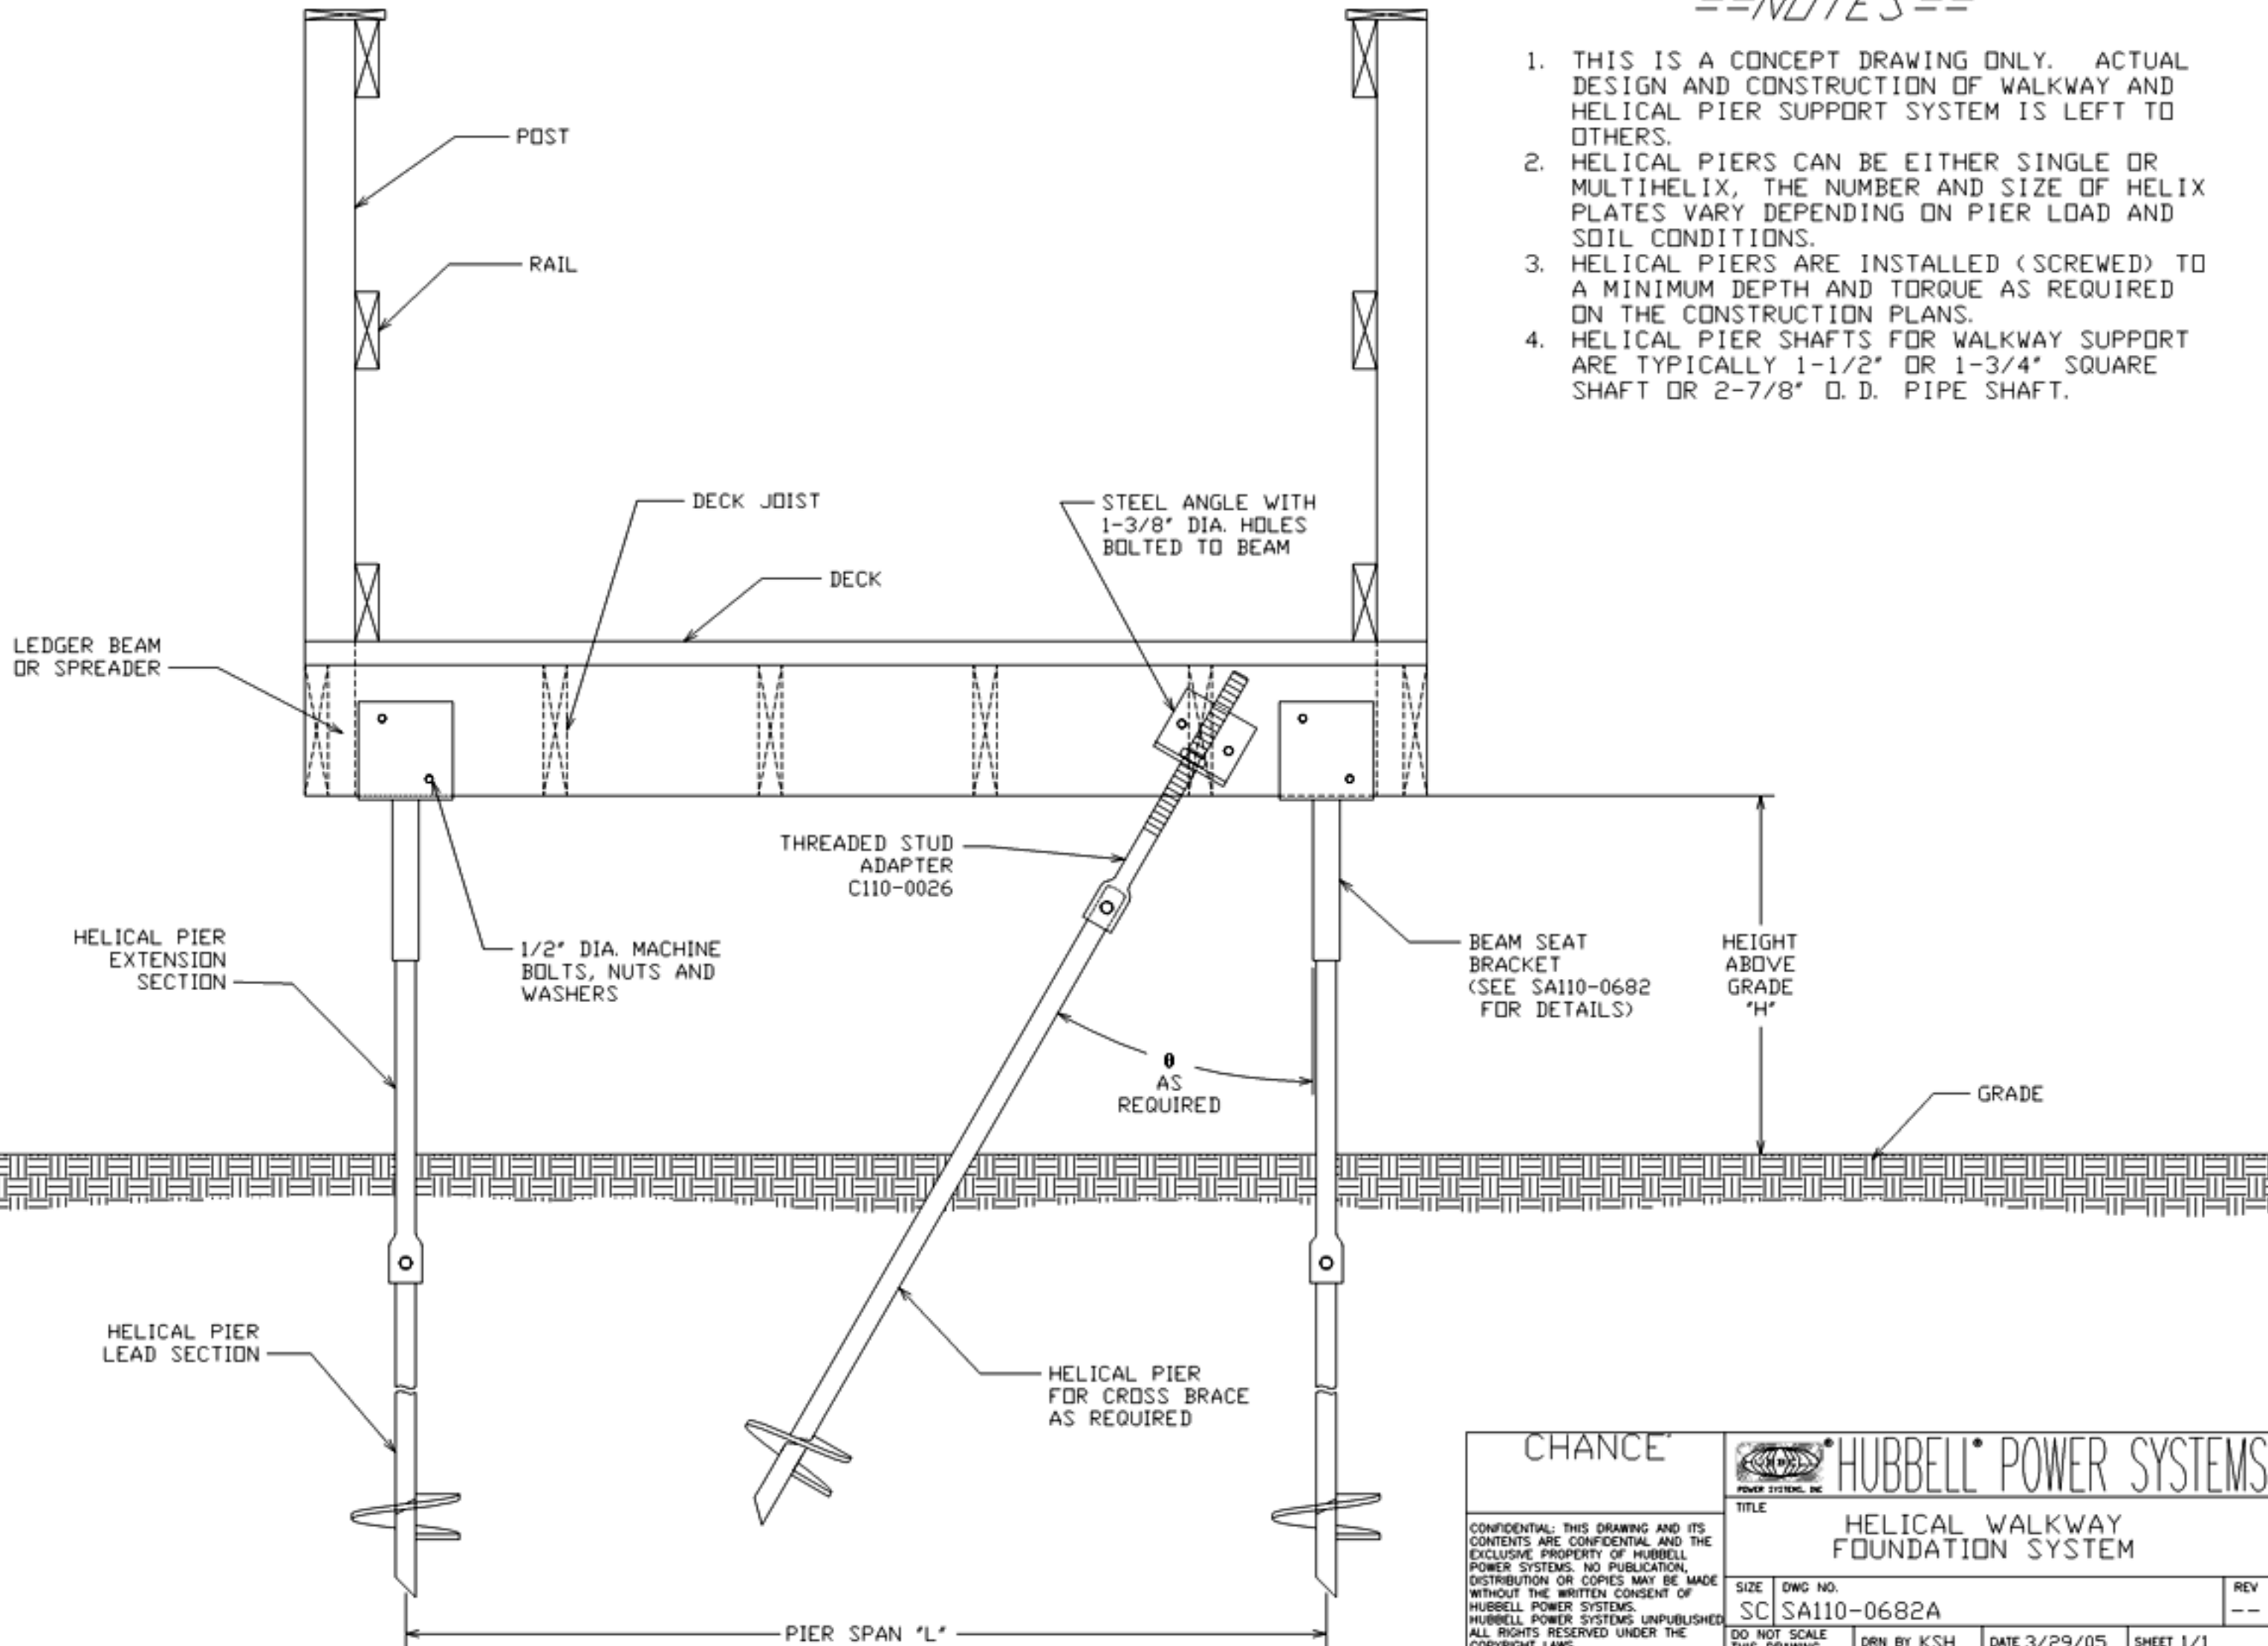 ==NOTES==
1. THIS IS A CONCEPT DRAWING ONLY. ACTUAL
DESIGN AND CONSTRUCTION OF WALKWAY AND
HELICAL PIER SUPPORT SYSTEM IS LEFT TO
OTHERS.
2. HELICAL PIERS CAN BE EITHER SINGLE OR
MULTIHELIX, THE NUMBER AND SIZE OF HELIX
PLATES VARY DEPENDING ON PIER LOAD AND
SOIL CONDITIONS.
3. HELICAL PIERS ARE INSTALLED (SCREWED) TO
A MINIMUM DEPTH AND TORQUE AS REQUIRED
ON THE CONSTRUCTION PLANS.
4. HELICAL PIER SHAFTS FOR WALKWAY SUPPORT
ARE TYPICALLY 1-1/2" OR 1-3/4" SQUARE
SHAFT OR 2-7/8" O.D. PIPE SHAFT.
POST
RAIL
DECK JOIST
STEEL ANGLE WITH
1-3/8" DIA. HOLES
BOLTED TO BEAM
DECK
LEDGER BEAM
OR SPREADER
THREADED STUD
ADAPTER
C110-0026
HELICAL PIER
EXTENSION
SECTION
1/2" DIA. MACHINE
BOLTS, NUTS AND
WASHERS
BEAM SEAT
BRACKET
(SEE SA110-0682
FOR DETAILS)
HEIGHT
ABOVE
GRADE
"H"
θ
AS
REQUIRED
GRADE
HELICAL PIER
LEAD SECTION
HELICAL PIER
FOR CROSS BRACE
AS REQUIRED
PIER SPAN "L"
CHANCE
CONFIDENTIAL: THIS DRAWING AND ITS
CONTENTS ARE CONFIDENTIAL AND THE
EXCLUSIVE PROPERTY OF HUBBELL
POWER SYSTEMS. NO PUBLICATION,
DISTRIBUTION OR COPIES MAY BE MADE
WITHOUT THE WRITTEN CONSENT OF
HUBBELL POWER SYSTEMS.
HUBBELL POWER SYSTEMS UNPUBLISHED
ALL RIGHTS RESERVED UNDER THE
COPYRIGHT LAWS
POWER SYSTEMS, INC
® HUBBELL® POWER SYSTEMS
TITLE
HELICAL WALKWAY
FOUNDATION SYSTEM
SIZE DWG NO. REV
SC SA110-0682A --
DO NOT SCALE
THIS DRAWING
DRN BY KSH
DATE 3/29/05
SHEET 1/1